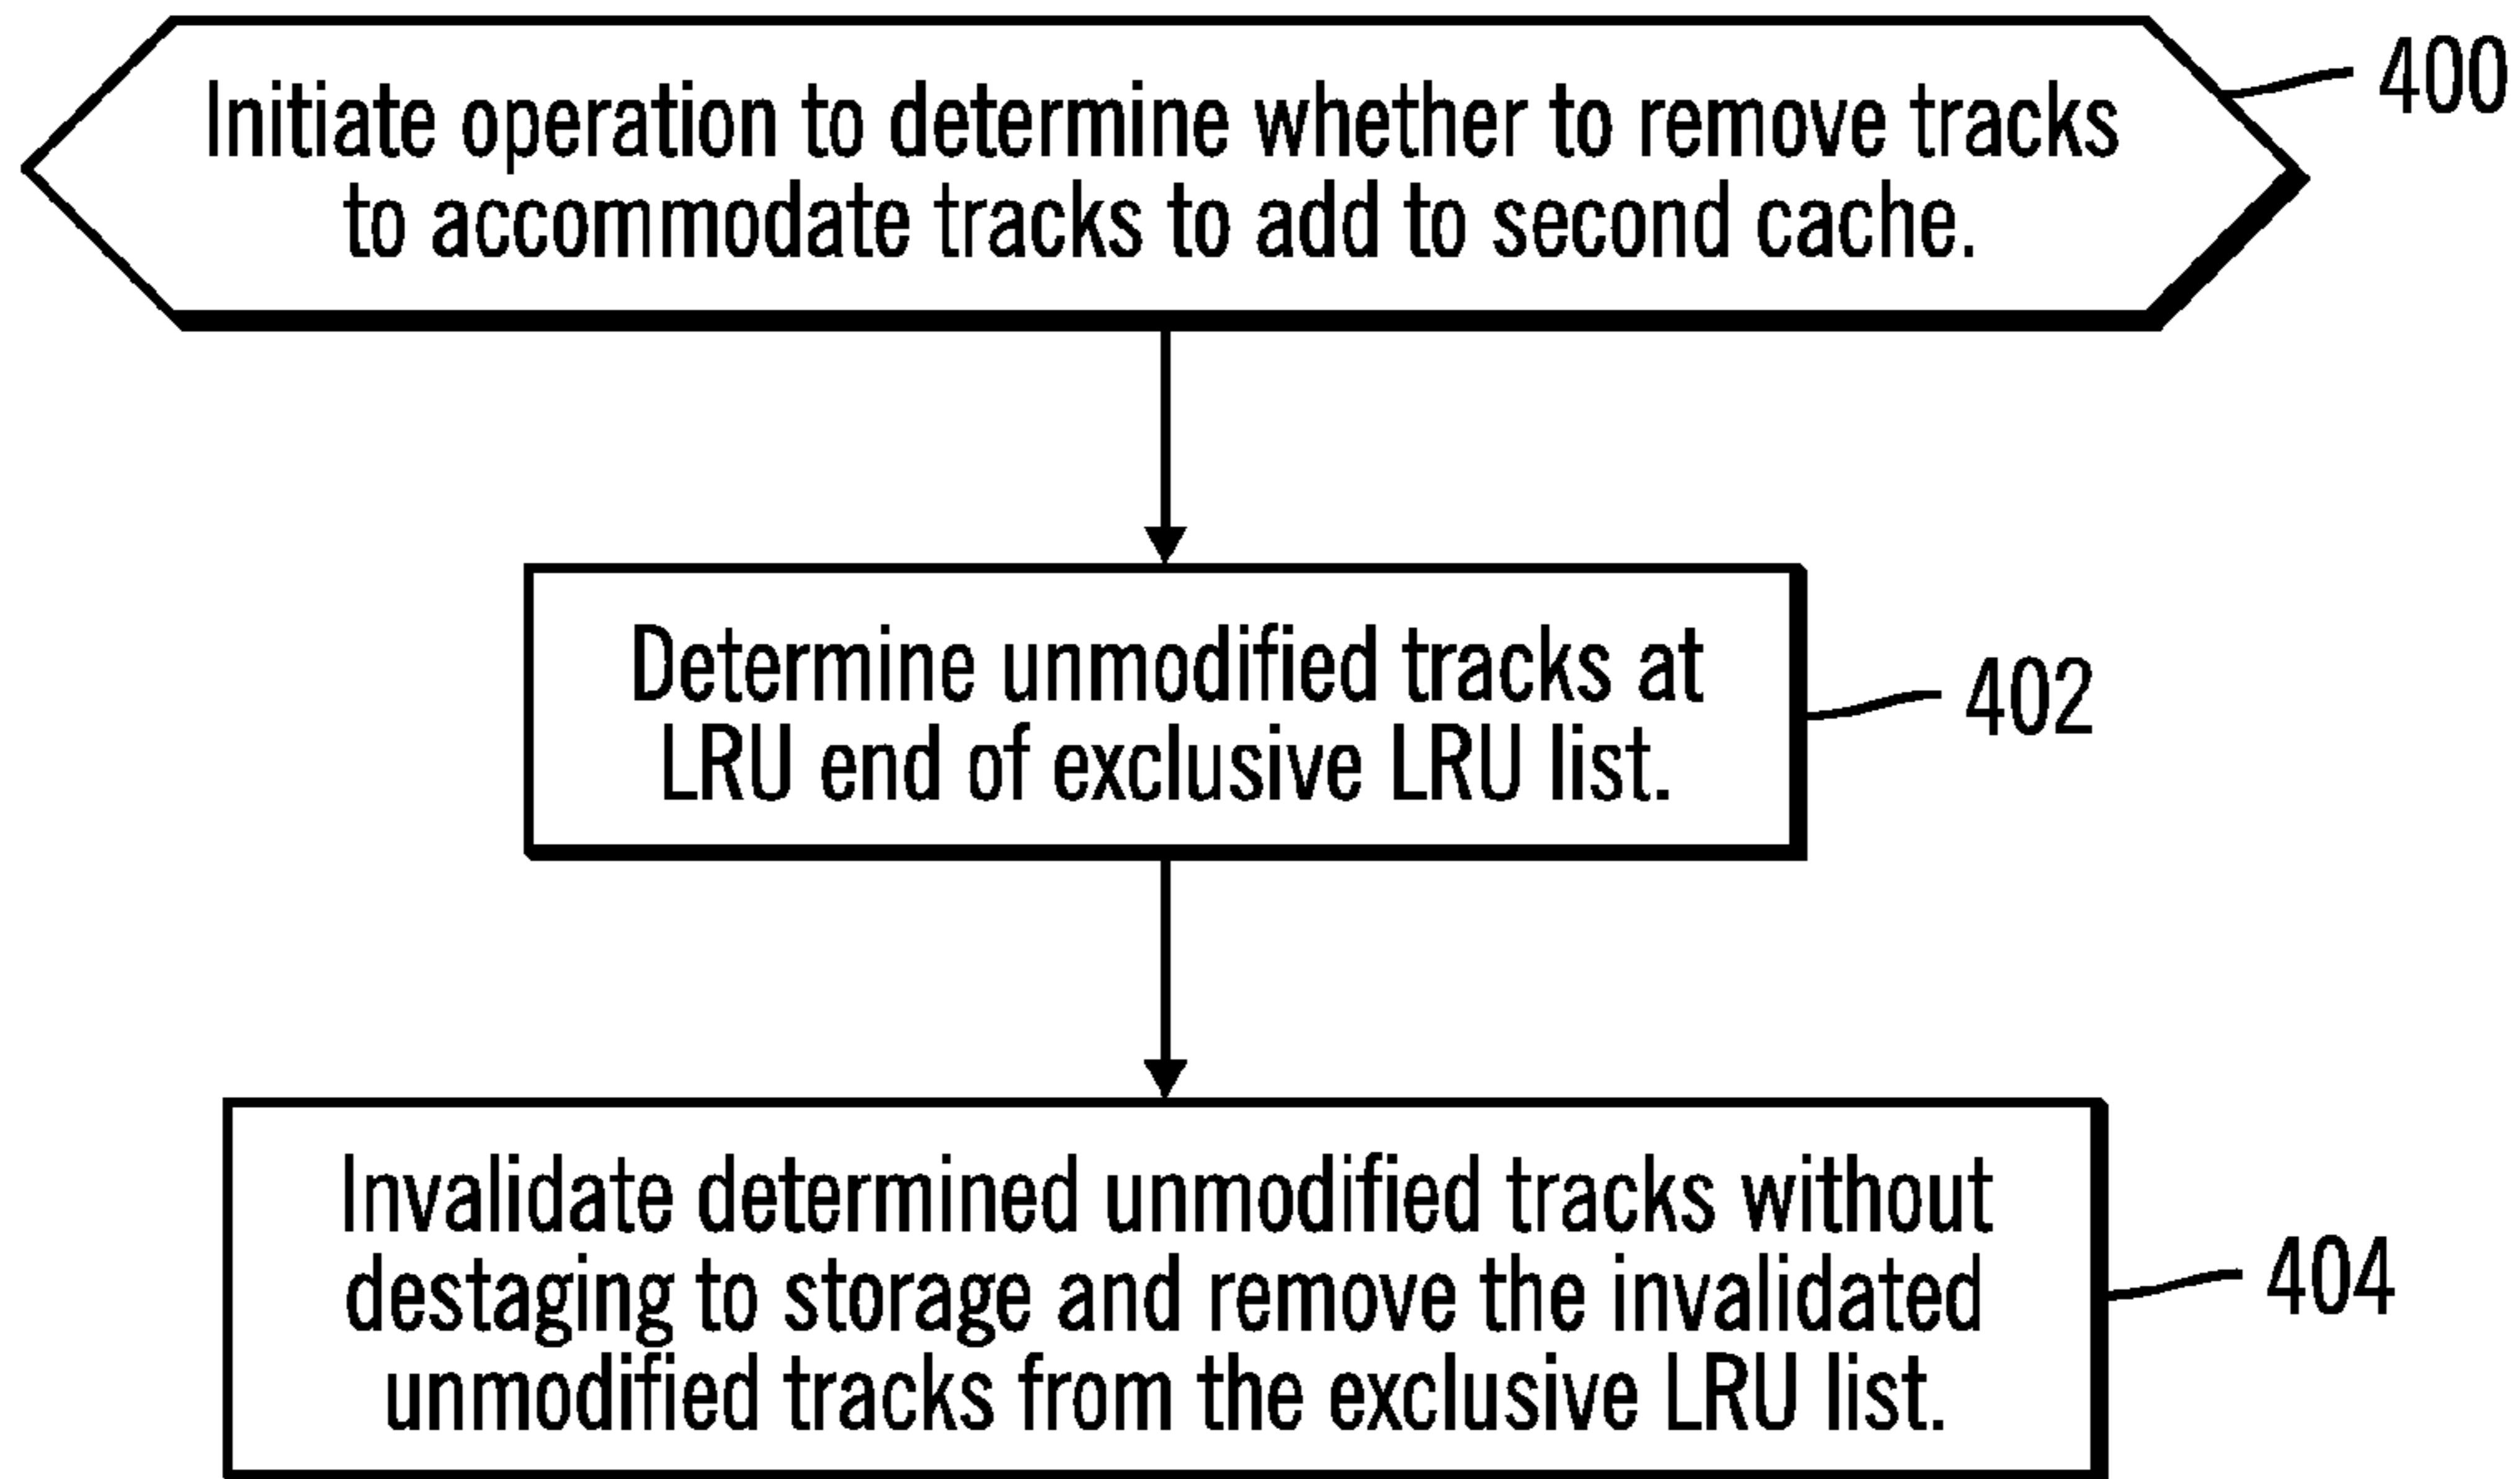 Initiate operation to determine whether to remove tracks
to accommodate tracks to add to second cache.
400
Determine unmodified tracks at
LRU end of exclusive LRU list.
402
Invalidate determined unmodified tracks without
destaging to storage and remove the invalidated
unmodified tracks from the exclusive LRU list.
404